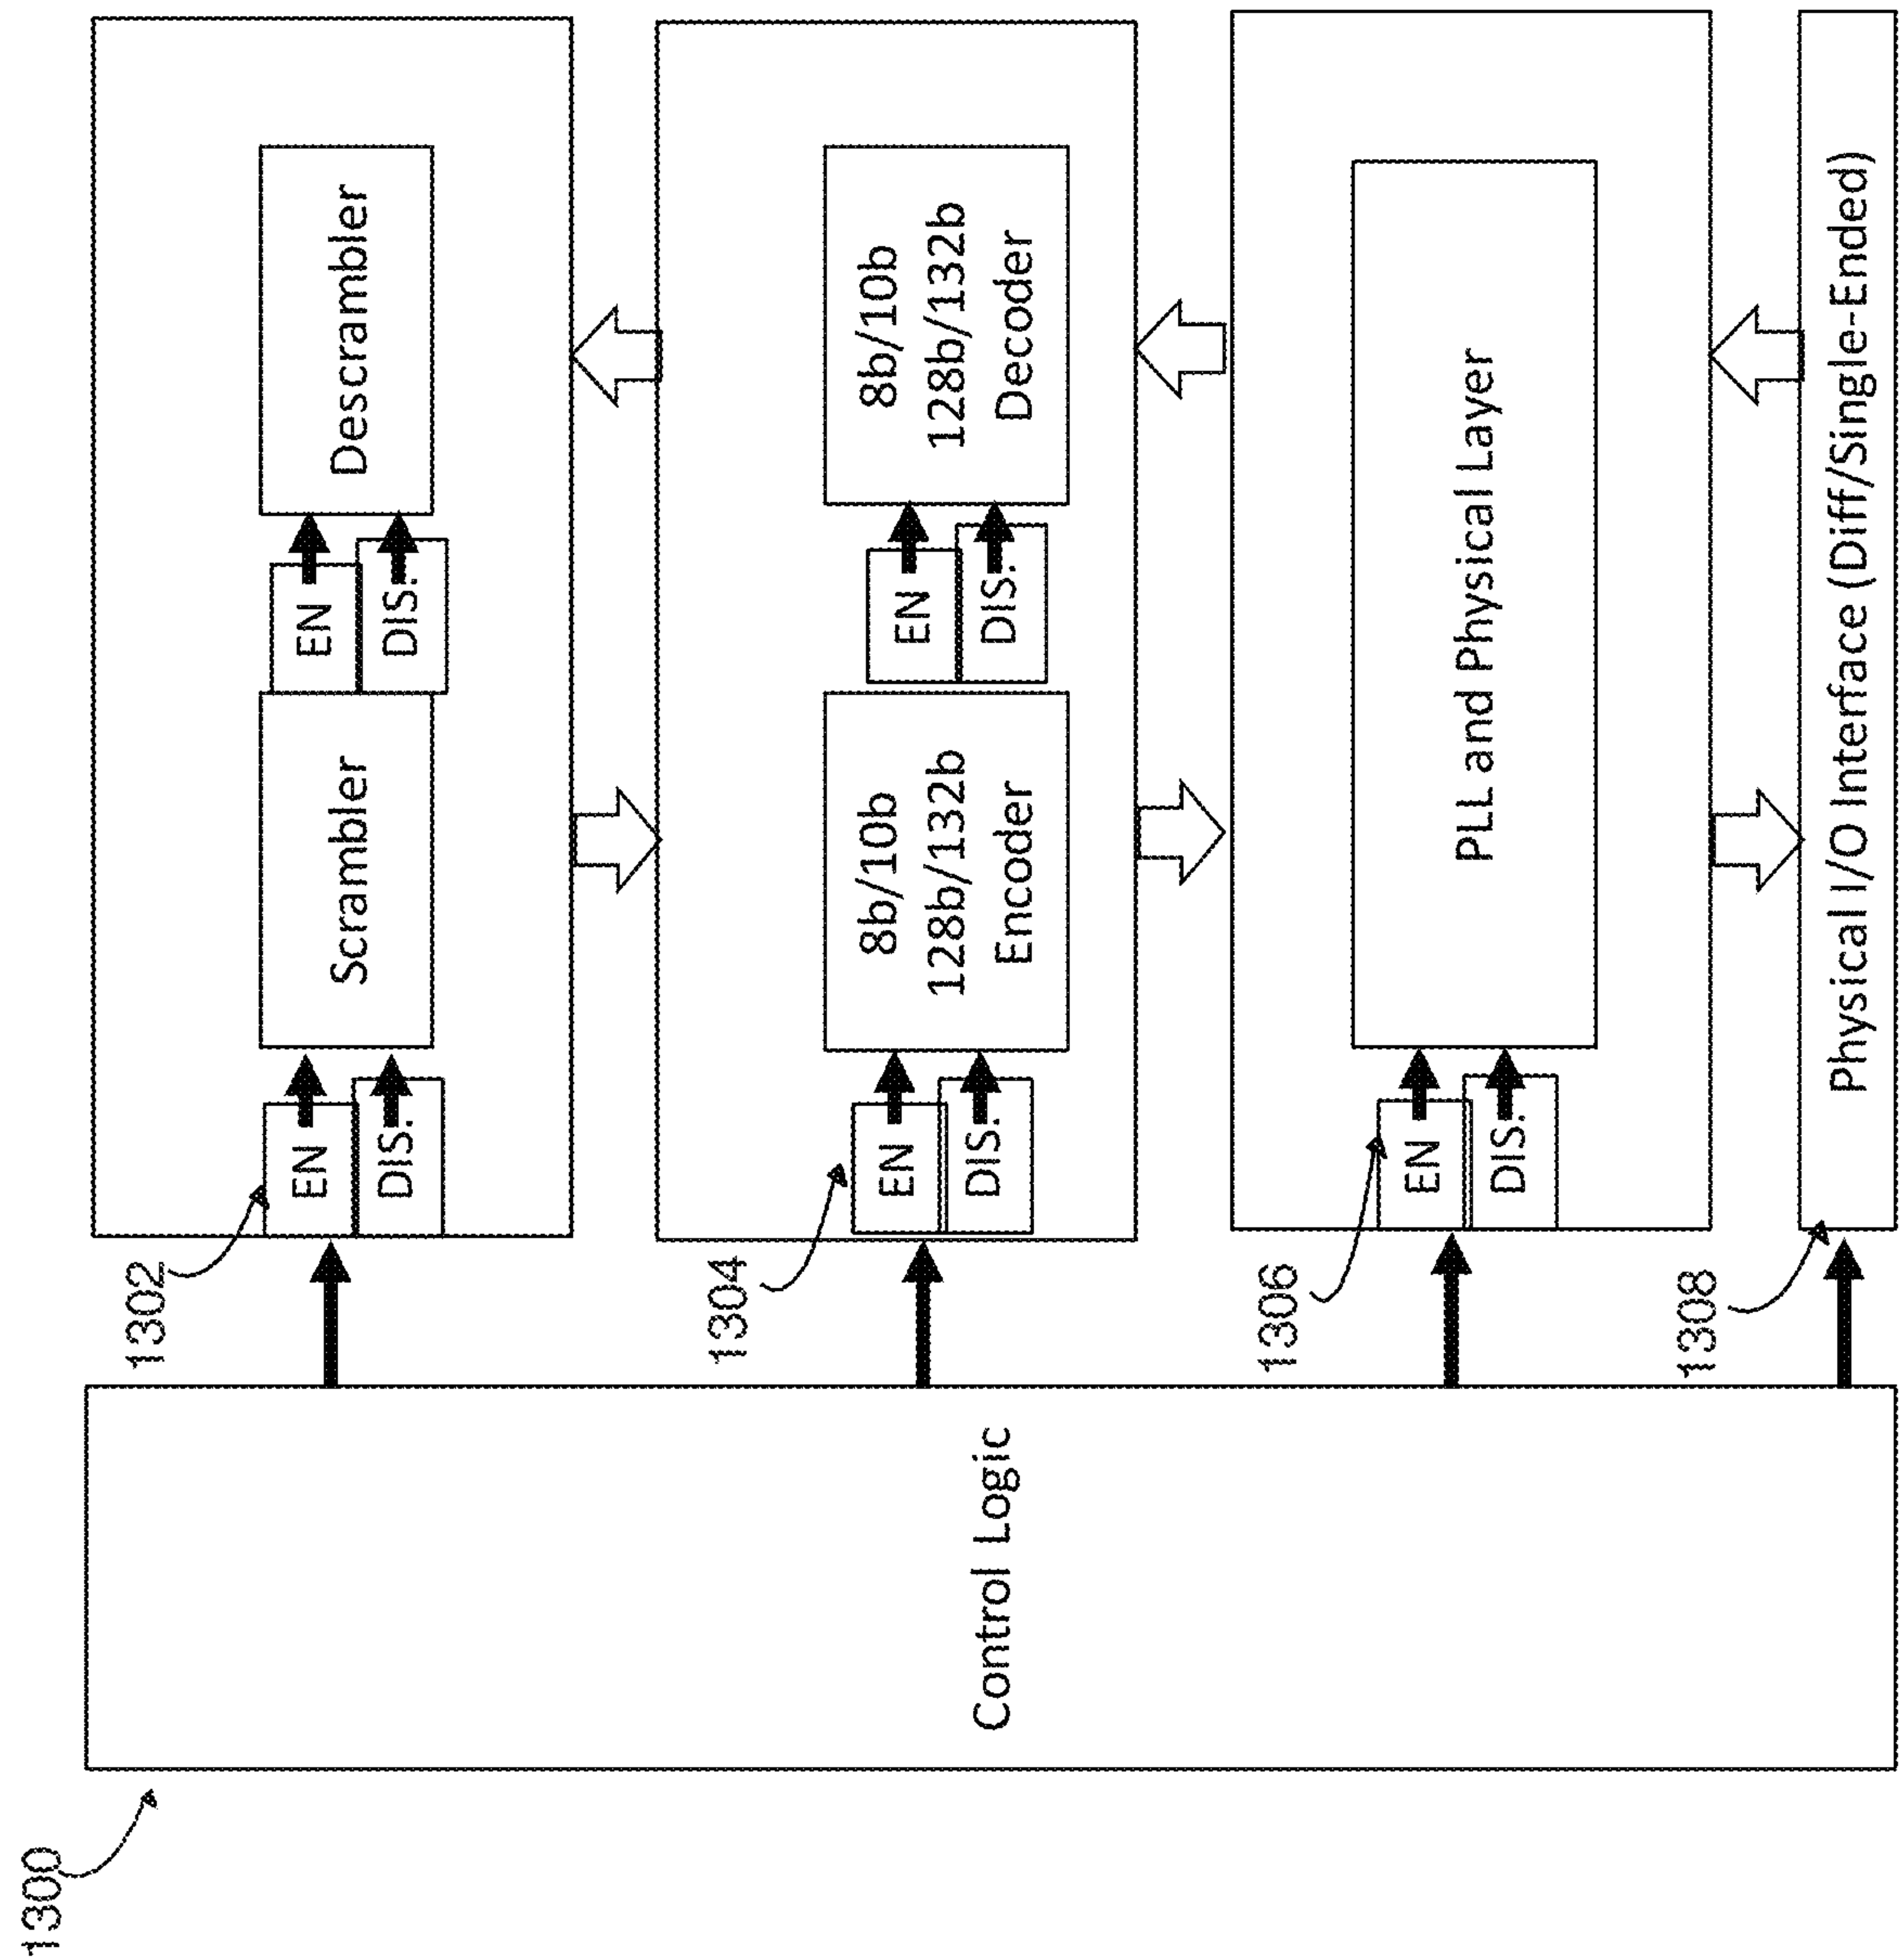 1300
Control Logic
1302
EN
DIS.
Scrambler
EN
DIS.
Descrambler
1304
EN
DIS.
8b/10b
128b/132b
Encoder
EN
DIS.
8b/10b
128b/132b
Decoder
1306
EN
DIS.
PLL and Physical Layer
1308
Physical I/O Interface (Diff/Single-Ended)